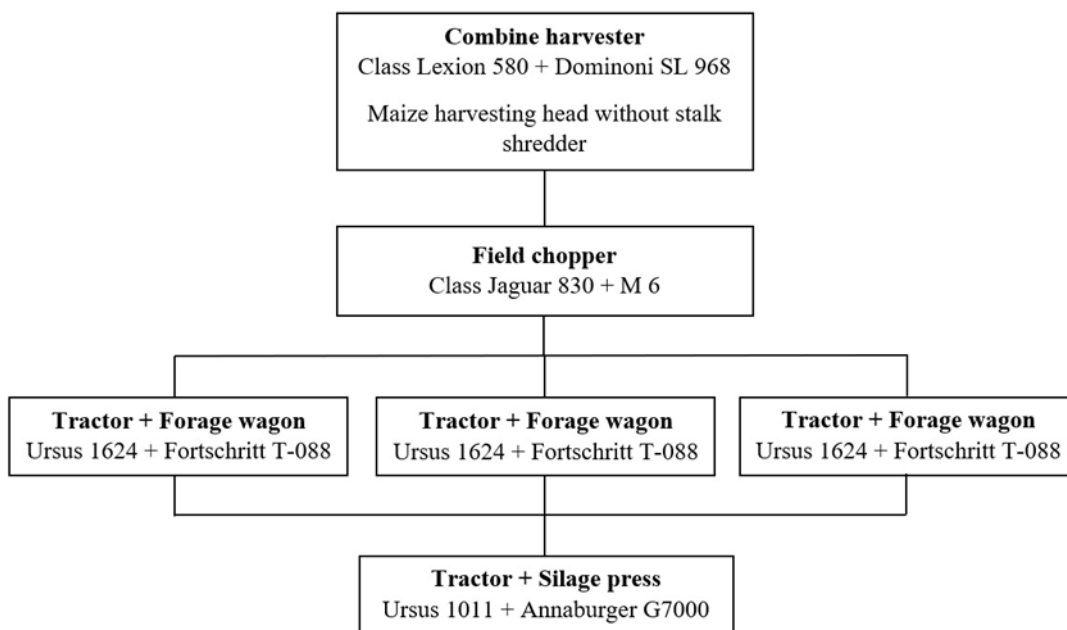 Combine harvester
Class Lexion 580 + Dominoni SL 968
Maize harvesting head without stalk
shredder
Field chopper
Class Jaguar 830 + M 6
Tractor + Forage wagon
Ursus 1624 + Fortschritt T-088
Tractor + Forage wagon
Ursus 1624 + Fortschritt T-088
Tractor + Forage wagon
Ursus 1624 + Fortschritt T-088
Tractor + Silage press
Ursus 1011 + Annaburger G7000